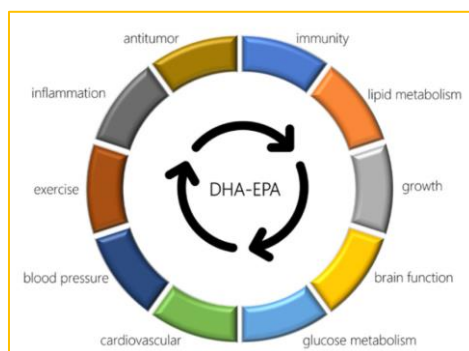 antitumor
immunity
inflammation
lipid metabolism
exercise
DHA-EPA
growth
blood pressure
brain function
cardiovascular
glucose metabolism